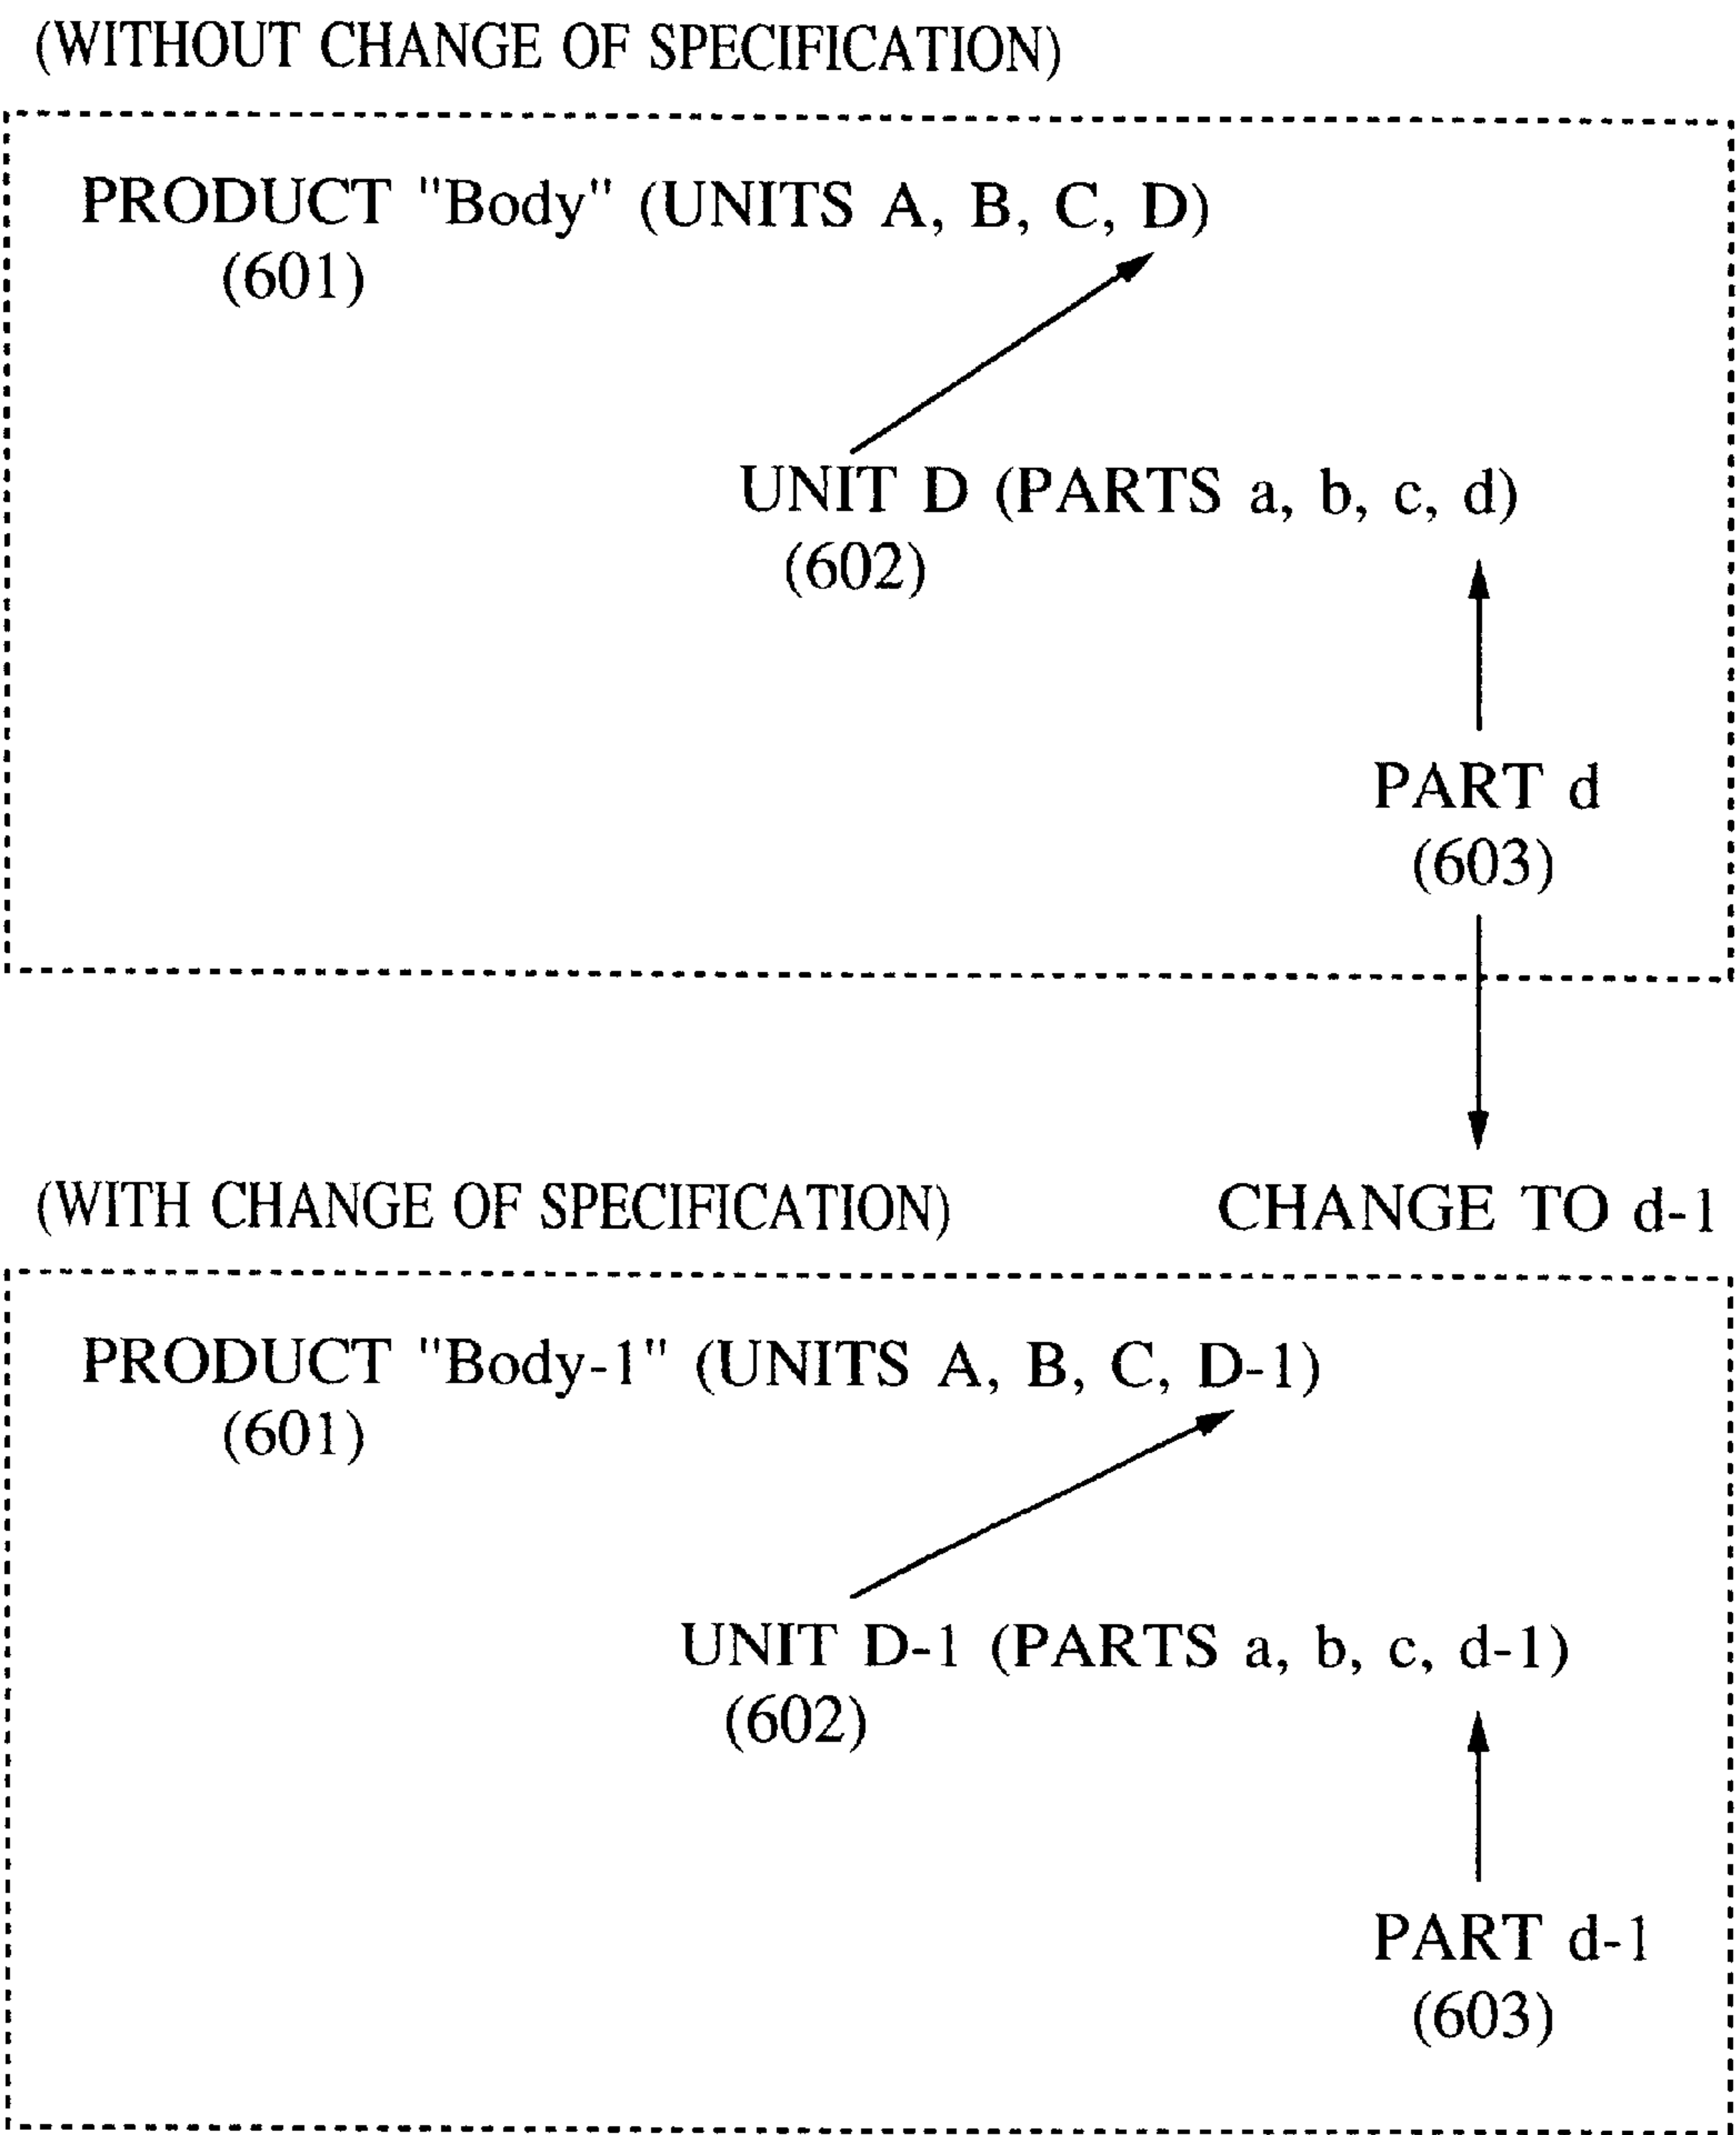 (WITHOUT CHANGE OF SPECIFICATION)
PRODUCT "Body" (UNITS A, B, C, D)
(601)
UNIT D (PARTS a, b, c, d)
(602)
PART d
(603)
(WITH CHANGE OF SPECIFICATION) CHANGE TO d-1
PRODUCT "Body-1" (UNITS A, B, C, D-1)
(601)
UNIT D-1 (PARTS a, b, c, d-1)
(602)
PART d-1
(603)